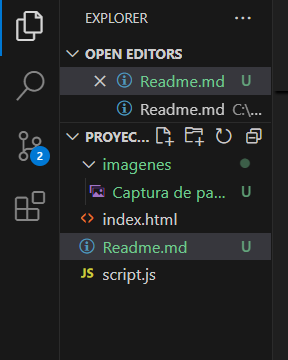 EXPLORER
OPEN EDITORS
Readme.md U
Readme.md C:\...
PROYEC...
imagenes
Captura de pa... U
index.html
Readme.md U
JS script.js
2